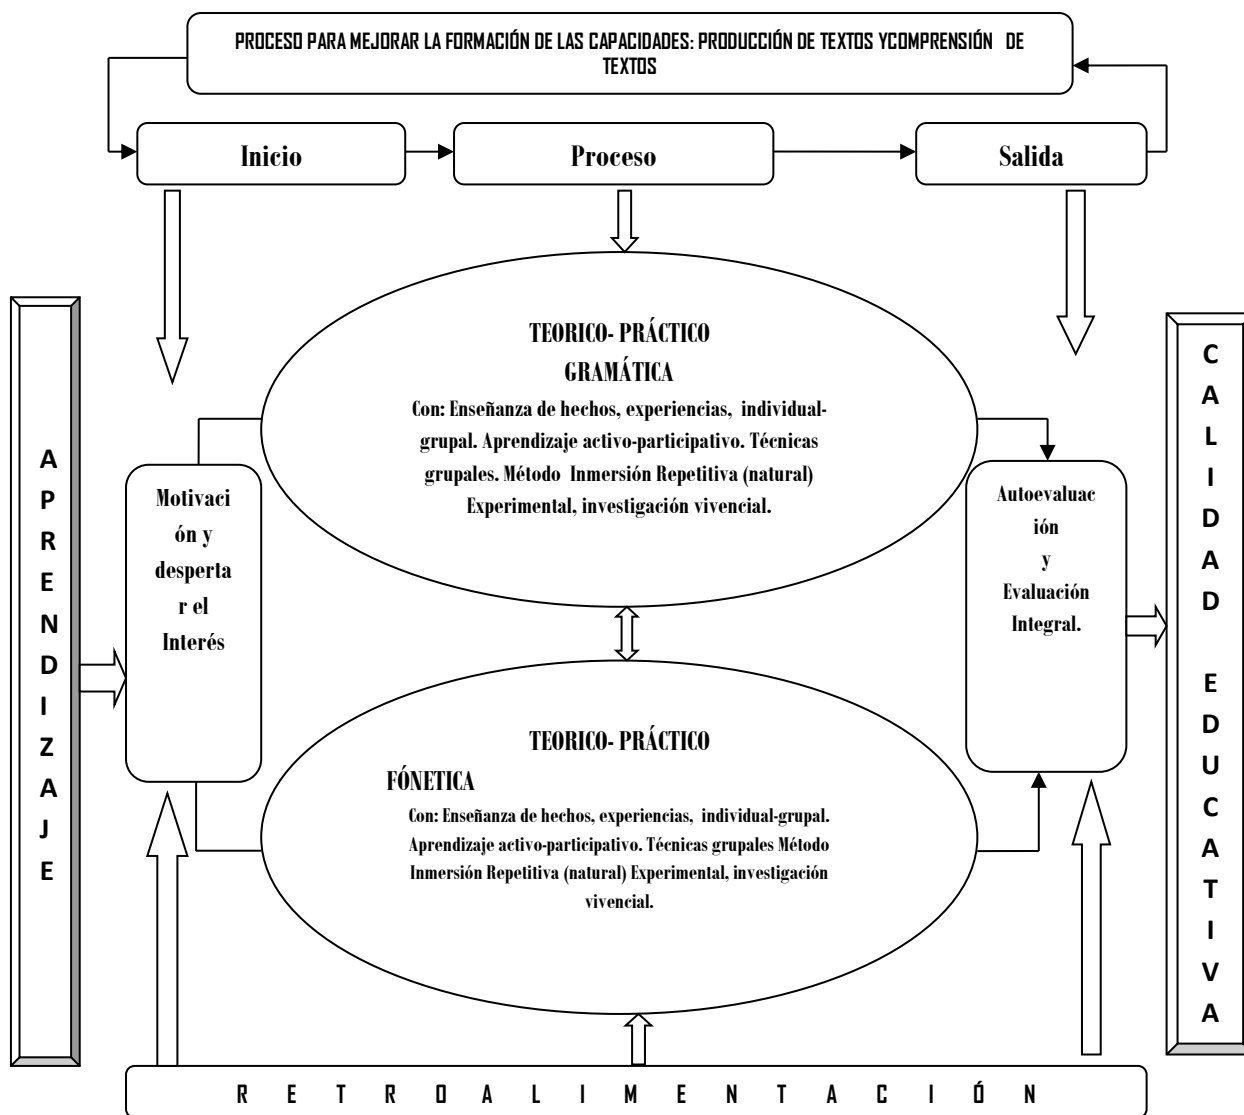 PROCESO PARA MEJORAR LA FORMACIÓN DE LAS CAPACIDADES: PRODUCCIÓN DE TEXTOS YCOMPRENSIÓN DE
TEXTOS
Inicio
Proceso
Salida
TEORICO- PRÁCTICO
GRAMÁTICA
Con: Enseñanza de hechos, experiencias, individual-
grupal. Aprendizaje activo-participativo. Técnicas
grupales. Método Inmersión Repetitiva (natural)
Experimental, investigación vivencial.
APRENDIZAJE
Motivaci
ón y
desperta
r el
Interés
Autoevaluac
ión
y
Evaluación
Integral.
CALIDAD EDUCATIVA
TEORICO- PRÁCTICO
FÓNETICA
Con: Enseñanza de hechos, experiencias, individual-grupal.
Aprendizaje activo-participativo. Técnicas grupales Método
Inmersión Repetitiva (natural) Experimental, investigación
vivencial.
R E T R O A L I M E N T A C I Ó N